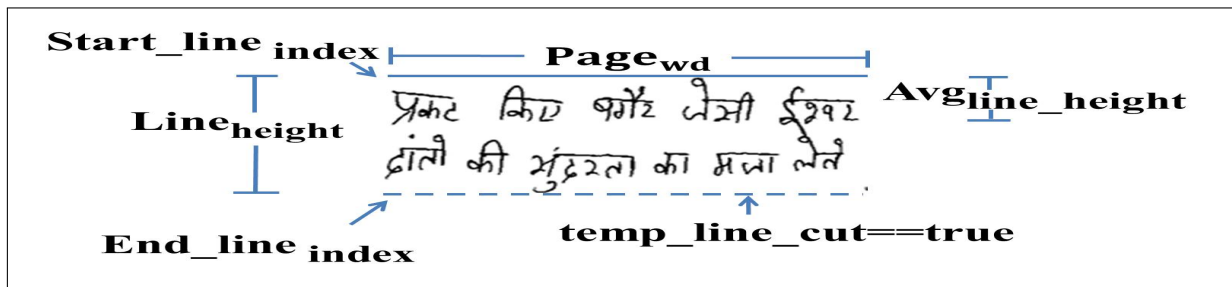 Start_line index
Page wd
Avg line_height
Line height
प्रकट किए बगैर जैसी ईश्वर
दांतो की सुंदरता का मजा लेते
End_line index
temp_line_cut==true